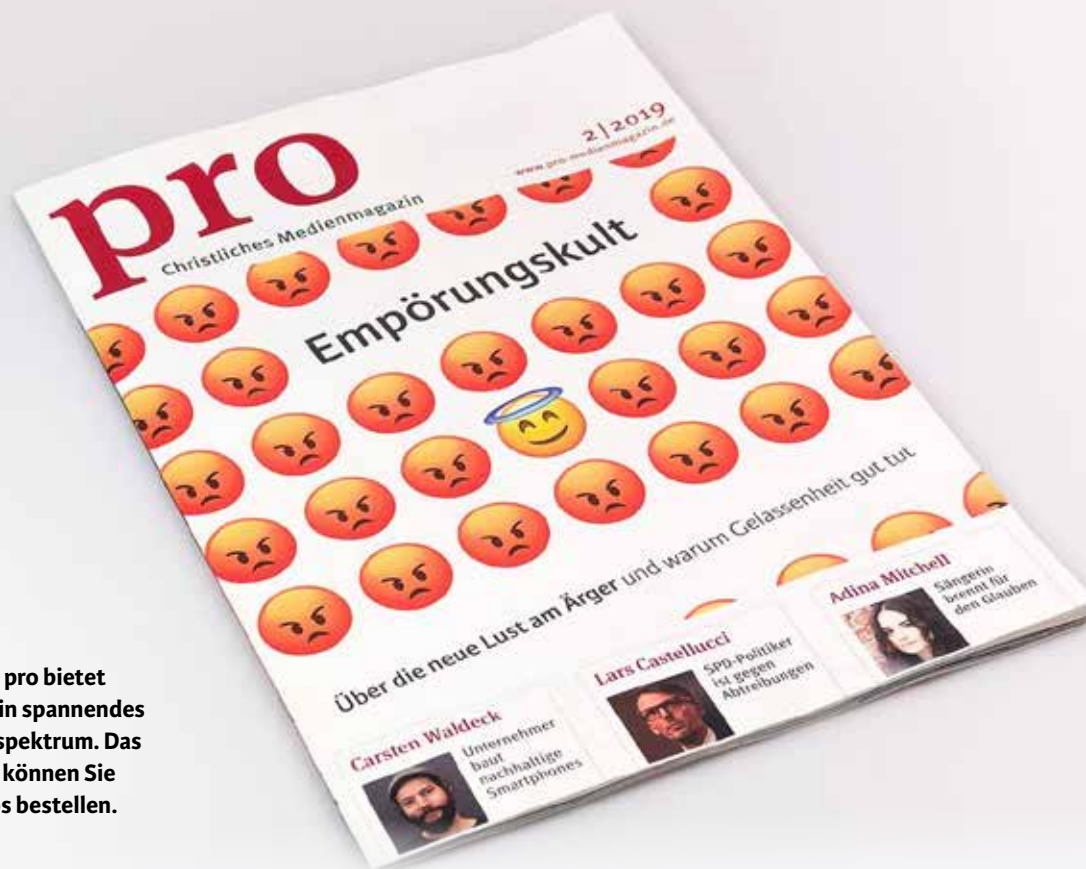 pro
Christliches Medienmagazin
2 | 2019
www.pro-medienmagazin.de
Empörungskult
Über die neue Lust am Ärger und warum Gelassenheit gut tut
Carsten Waldeck
Unternehmer
baut
nachhaltige
Smartphones
Lars Castellucci
SPD-Politiker
ist gegen
Abtreibungen
Adina Mitchell
Sängerin
brennt für
den Glauben
pro bietet
in spannendes
spektrum. Das
können Sie
s bestellen.